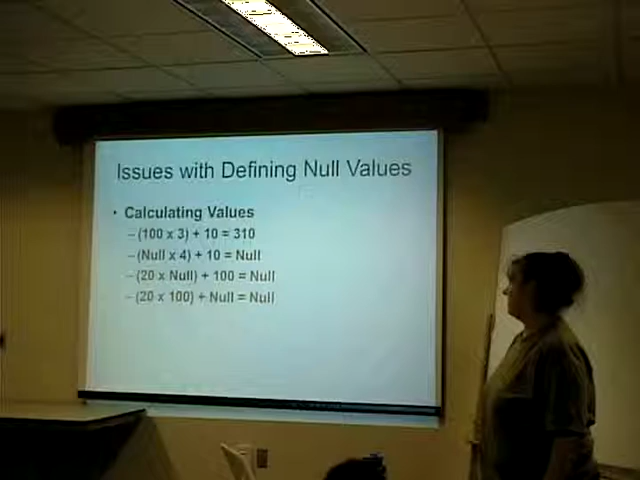 Issues with Defining Null Values
• Calculating Values
– (100 x 3) + 10 = 310
– (Null x 4) + 10 = Null
– (20 x Null) + 100 = Null
– (20 x 100) + Null = Null